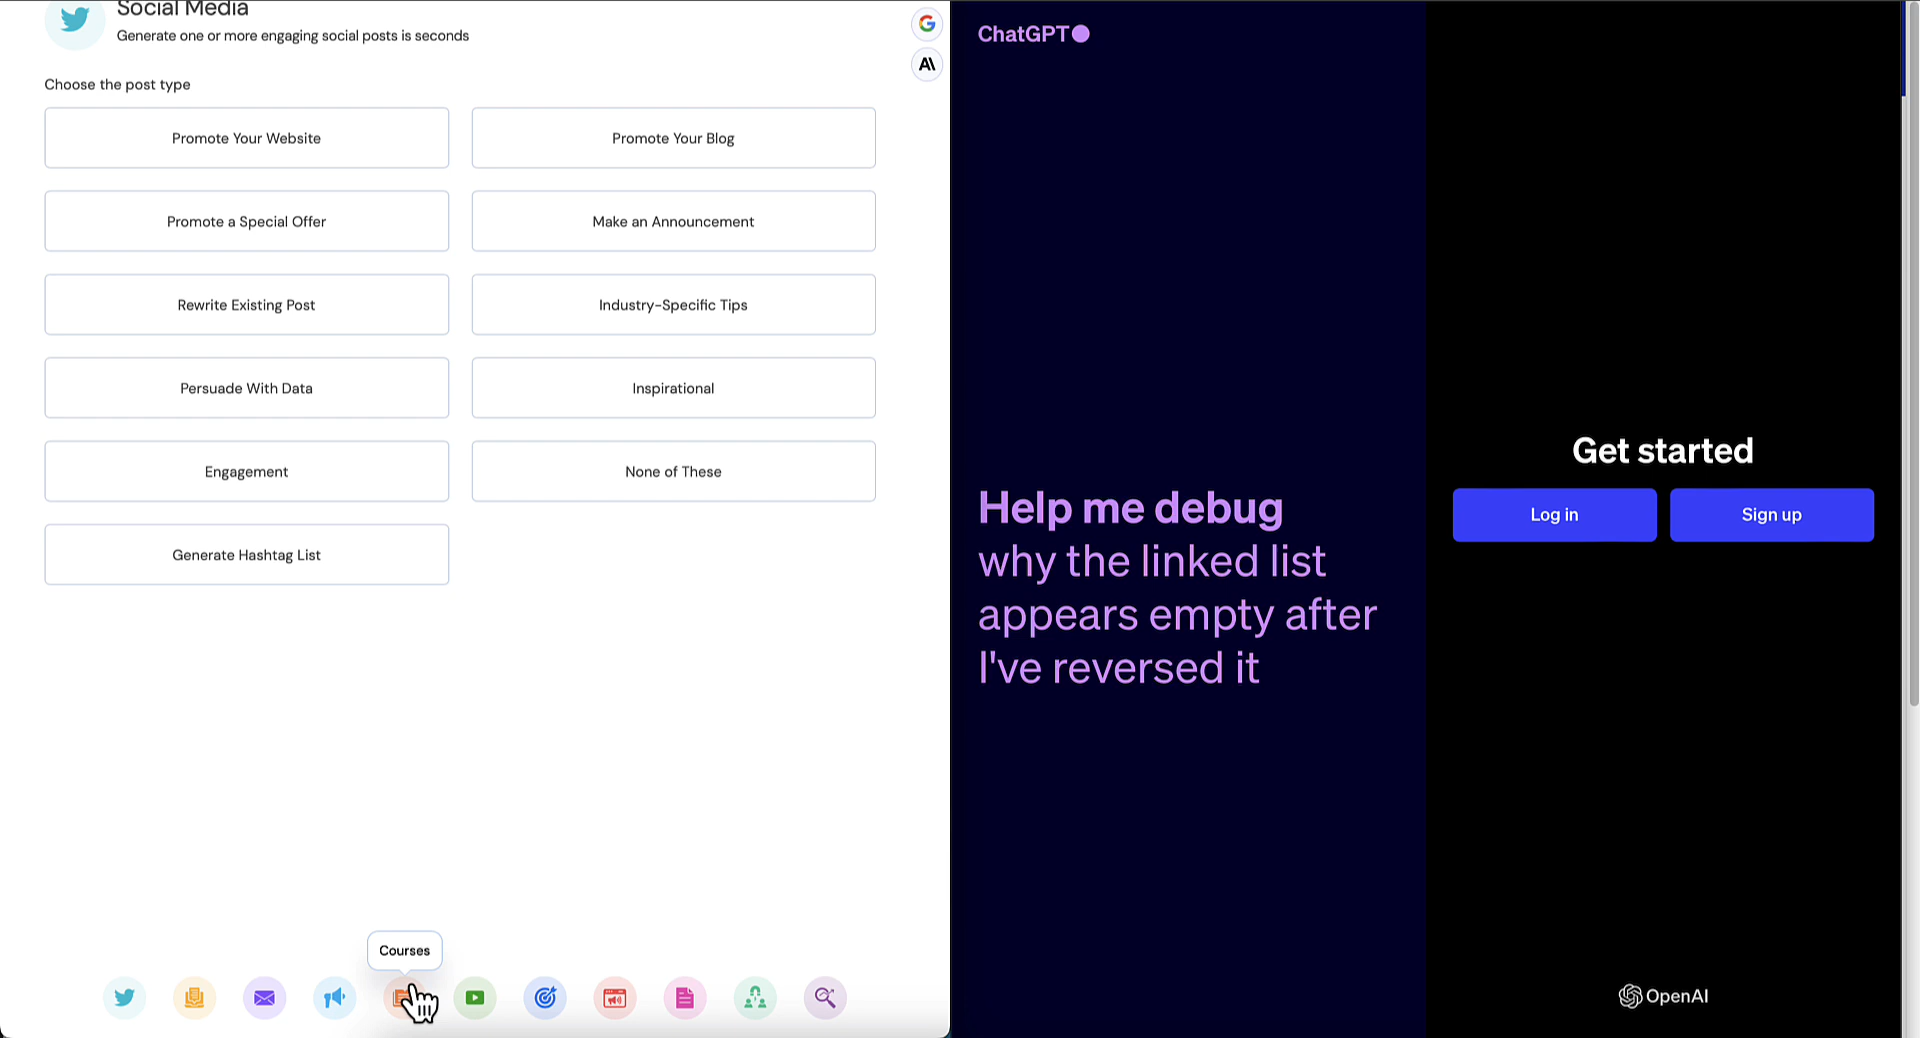 Social Media
Generate one or more engaging social posts is seconds
Choose the post type
Promote Your Website
Promote Your Blog
Promote a Special Offer
Make an Announcement
Rewrite Existing Post
Industry-Specific Tips
Persuade With Data
Inspirational
Engagement
None of These
Generate Hashtag List
Courses
ChatGPT
Help me debug
why the linked list
appears empty after
I've reversed it
Get started
Log in
Sign up
OpenAI